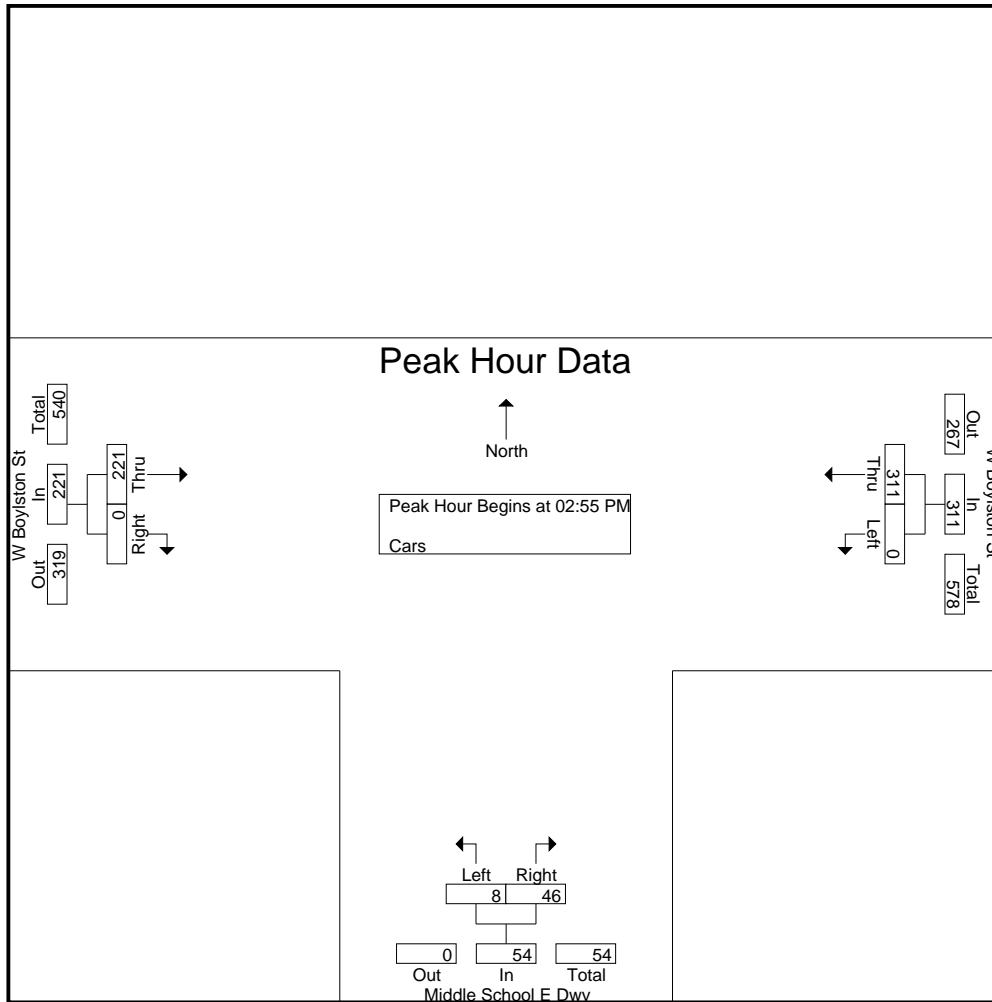 Peak Hour Data
North
Peak Hour Begins at 02:55 PM
Cars
W Boylston St
Total
540
In
221
Out
319
221
Thru
0
Right
W Boylston St
Out
267
In
311
Total
578
311
Thru
0
Left
Left Right
8 46
0 54 54
Out In Total
Middle School E Dwy